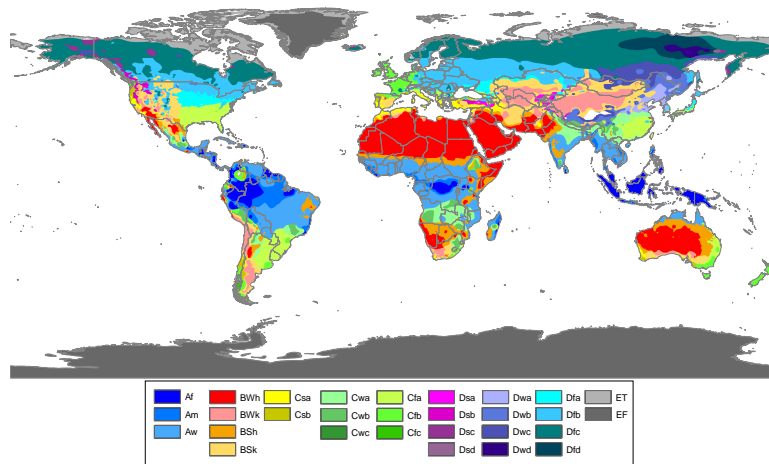 Af BWh Csa Cwa Cfa Dsa Dwa Dfa ET
Am BWk Csb Cwb Cfb Dsb Dwb Dfb EF
Aw BSh Cwc Cfc Dsc Dwc Dfc
BSk Dsd Dwd Dfd